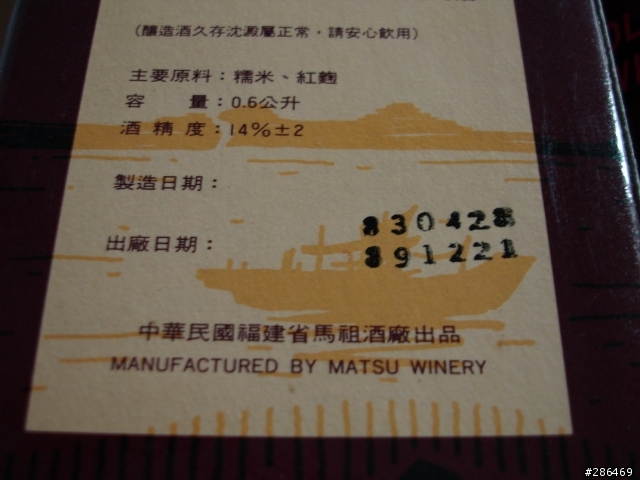 (釀造酒久存沈澱屬正常，請安心飲用)
主要原料：糯米、紅麴
容　　量：0.6公升
酒 精 度：14%±2
製造日期：
830428
出廠日期：
891221
中華民國福建省馬祖酒廠出品
MANUFACTURED BY MATSU WINERY
#286469